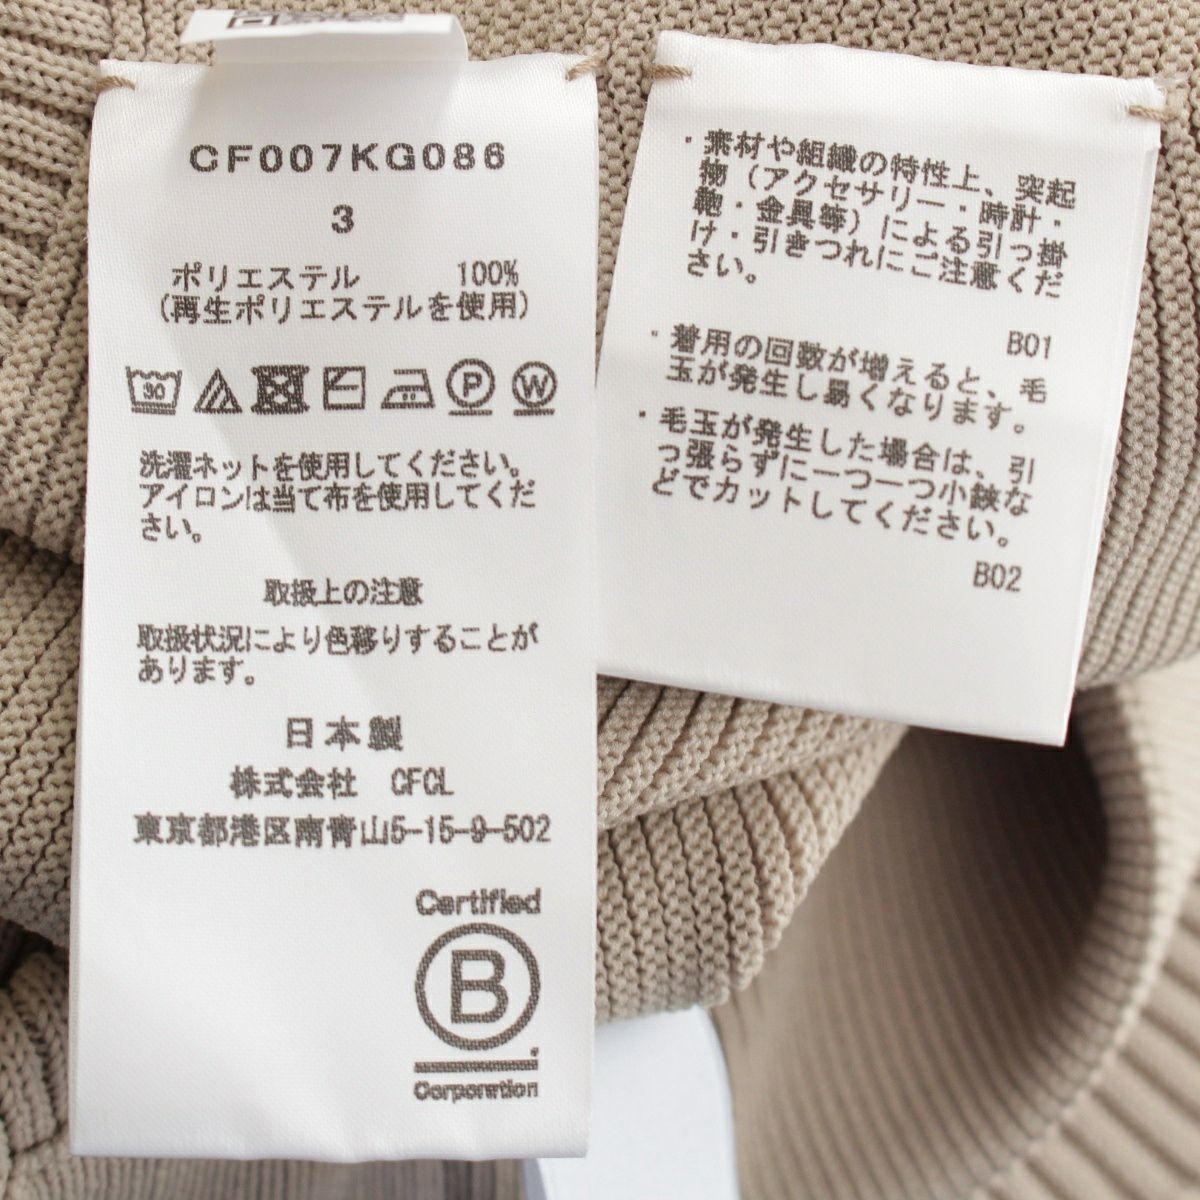 CF007KG086
3
ポリエステル 100%
(再生ポリエステルを使用)
30
P
W
洗濯ネットを使用してください。
アイロンは当て布を使用してくだ
さい。
取扱上の注意
取扱状況により色移りすることが
あります。
日本製
株式会社 CFCL
東京都港区南青山5-15-9-502
Certified
B
Corporation
・素材や組織の特性上、突起
物(アクセサリー・時計・
鞄・金具等)による引っ掛
け・引きつれにご注意くだ
さい。
B01
・着用の回数が増えると、毛
玉が発生し易くなります。
・毛玉が発生した場合は、引
っ張らずに一つ一つ小鋏な
どでカットしてください。
B02